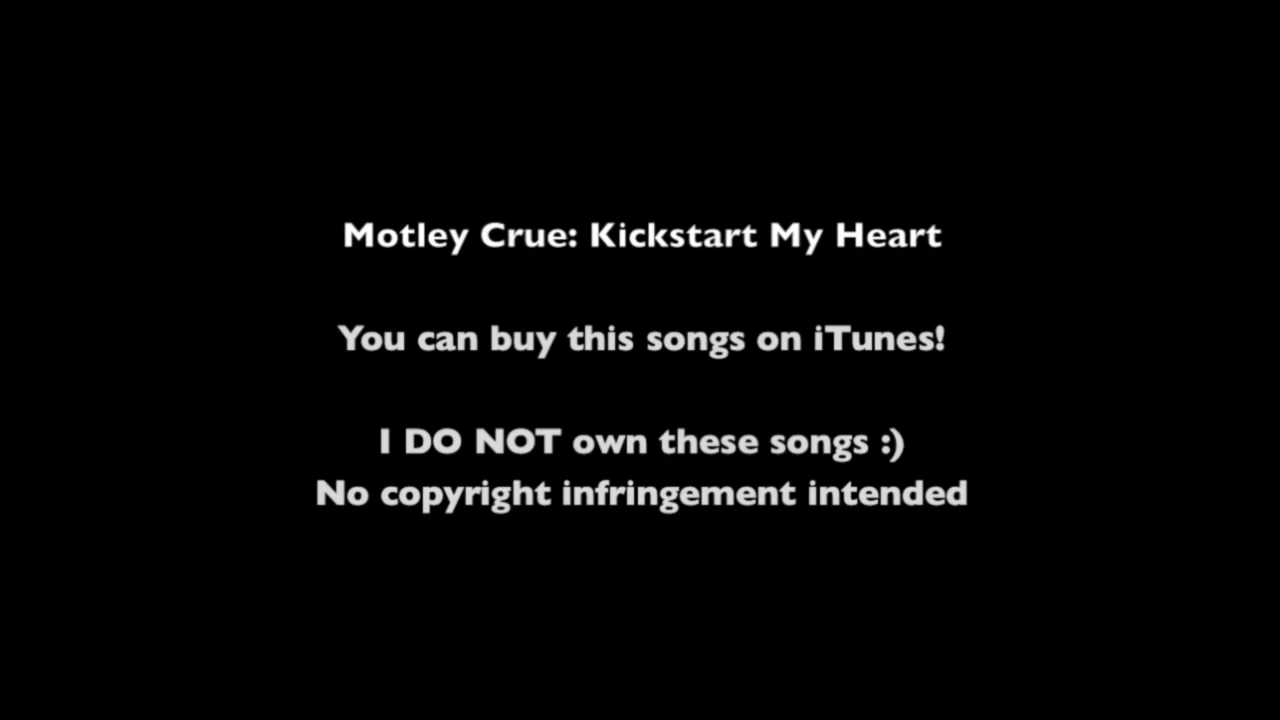 Motley Crue: Kickstart My Heart
You can buy this songs on iTunes!
I DO NOT own these songs :)
No copyright infringement intended